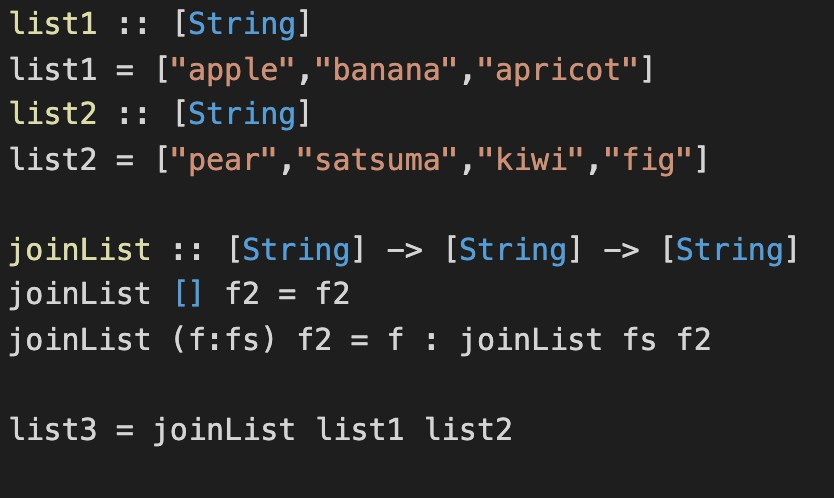 list1 :: [String]
list1 = ["apple","banana","apricot"]
list2 :: [String]
list2 = ["pear","satsuma","kiwi","fig"]
joinList :: [String] -> [String] -> [String]
joinList [] f2 = f2
joinList (f:fs) f2 = f : joinList fs f2
list3 = joinList list1 list2